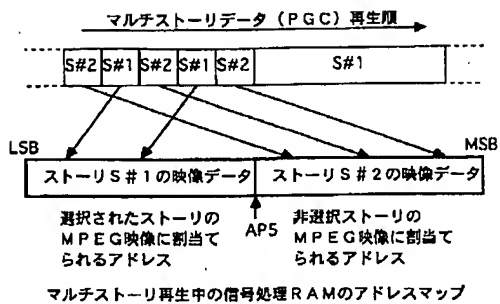 マルチストーリデータ（PGC）再生順
S#2 S#1 S#2 S#1 S#2 S#1
LSB MSB
ストーリS#1の映像データ ストーリS#2の映像データ
選択されたストーリの
MPEG映像に割当て
られるアドレス
AP5
非選択ストーリの
MPEG映像に割当て
られるアドレス
マルチストーリ再生中の信号処理RAMのアドレスマップ